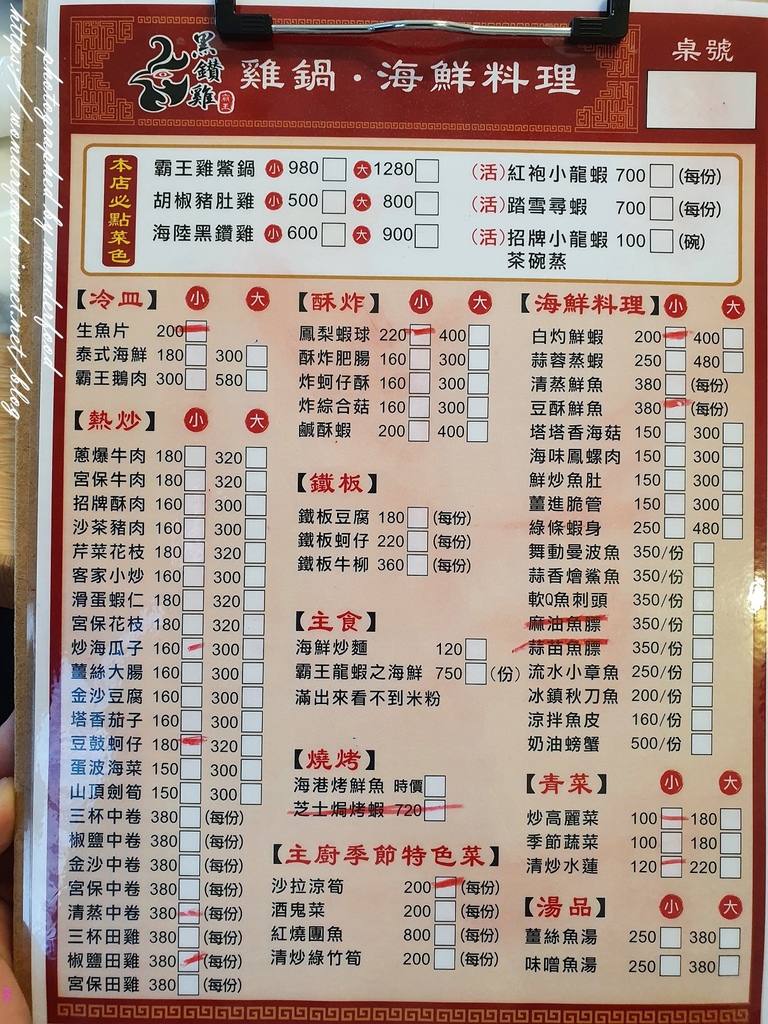 黑鑽雞
霸王
雞鍋·海鮮料理
桌號
本店必點菜色
霸王雞鱉鍋 小 980 大 1280
胡椒豬肚雞 小 500 大 800
海陸黑鑽雞 小 600 大 900
(活)紅袍小龍蝦 700 (每份)
(活)踏雪尋蝦 700 (每份)
(活)招牌小龍蝦 100 (碗)
茶碗蒸
【冷皿】 小 大
生魚片 200
泰式海鮮 180 300
霸王鵝肉 300 580
【熱炒】 小 大
蔥爆牛肉 180 320
宮保牛肉 180 320
招牌酥肉 160 300
沙茶豬肉 160 300
芹菜花枝 180 320
客家小炒 160 300
滑蛋蝦仁 180 320
宮保花枝 180 320
炒海瓜子 160 300
薑絲大腸 160 300
金沙豆腐 160 300
塔香茄子 160 300
豆鼓蚵仔 180 320
蛋波海菜 150 300
山頂劍筍 150 300
三杯中卷 380 (每份)
椒鹽中卷 380 (每份)
金沙中卷 380 (每份)
宮保中卷 380 (每份)
清蒸中卷 380 (每份)
三杯田雞 380 (每份)
椒鹽田雞 380 (每份)
宮保田雞 380 (每份)
【酥炸】 小 大
鳳梨蝦球 220 400
酥炸肥腸 160 300
炸蚵仔酥 160 300
炸綜合菇 160 300
鹹酥蝦 200 400
【鐵板】
鐵板豆腐 180 (每份)
鐵板蚵仔 220 (每份)
鐵板牛柳 360 (每份)
【主食】
海鮮炒麵 120
霸王龍蝦之海鮮 750 (份)
滿出來看不到米粉
【燒烤】
海港烤鮮魚 時價
芝士焗烤蝦 720
【主廚季節特色菜】
沙拉涼筍 200 (每份)
酒鬼菜 200 (每份)
紅燒團魚 800 (每份)
清炒綠竹筍 200 (每份)
【海鮮料理】 小 大
白灼鮮蝦 200 400
蒜蓉蒸蝦 250 480
清蒸鮮魚 380 (每份)
豆酥鮮魚 380 (每份)
塔塔香海菇 150 300
海味鳳螺肉 150 300
鮮炒魚肚 150 300
薑進脆管 150 300
綠條蝦身 250 480
舞動曼波魚 350/份
蒜香燴鯊魚 350/份
軟Q魚刺頭 350/份
麻油魚膘 350/份
蒜苗魚膘 350/份
流水小章魚 250/份
冰鎮秋刀魚 200/份
涼拌魚皮 160/份
奶油螃蟹 500/份
【青菜】 小 大
炒高麗菜 100 180
季節蔬菜 100 180
清炒水蓮 120 220
【湯品】 小 大
薑絲魚湯 250 380
味噌魚湯 250 380
photographed by mondefood
https://mondefood.pixnet.net/blog